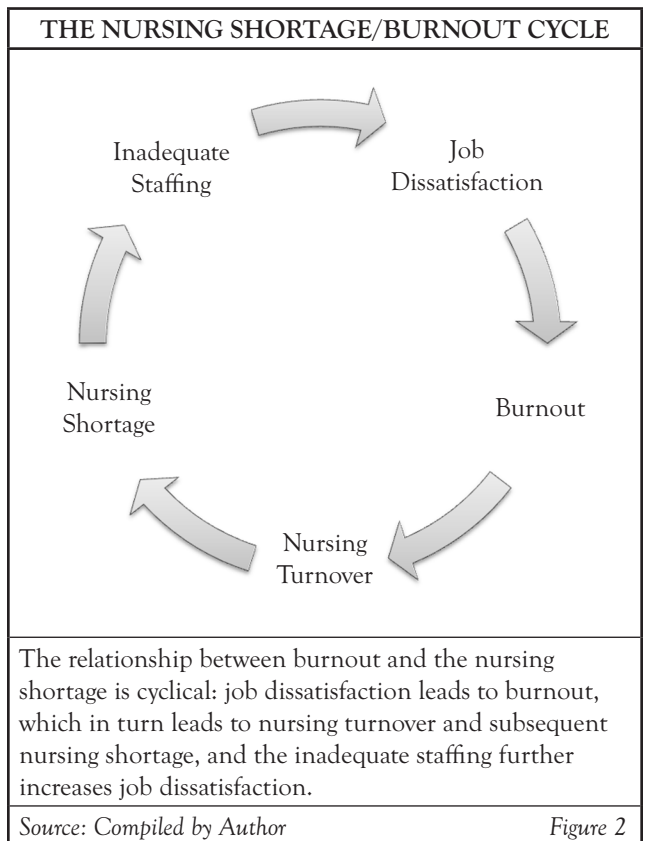 THE NURSING SHORTAGE/BURNOUT CYCLE
Inadequate
Staffing
Job
Dissatisfaction
Burnout
Nursing
Turnover
Nursing
Shortage
The relationship between burnout and the nursing
shortage is cyclical: job dissatisfaction leads to burnout,
which in turn leads to nursing turnover and subsequent
nursing shortage, and the inadequate staffing further
increases job dissatisfaction.
Source: Compiled by Author
Figure 2